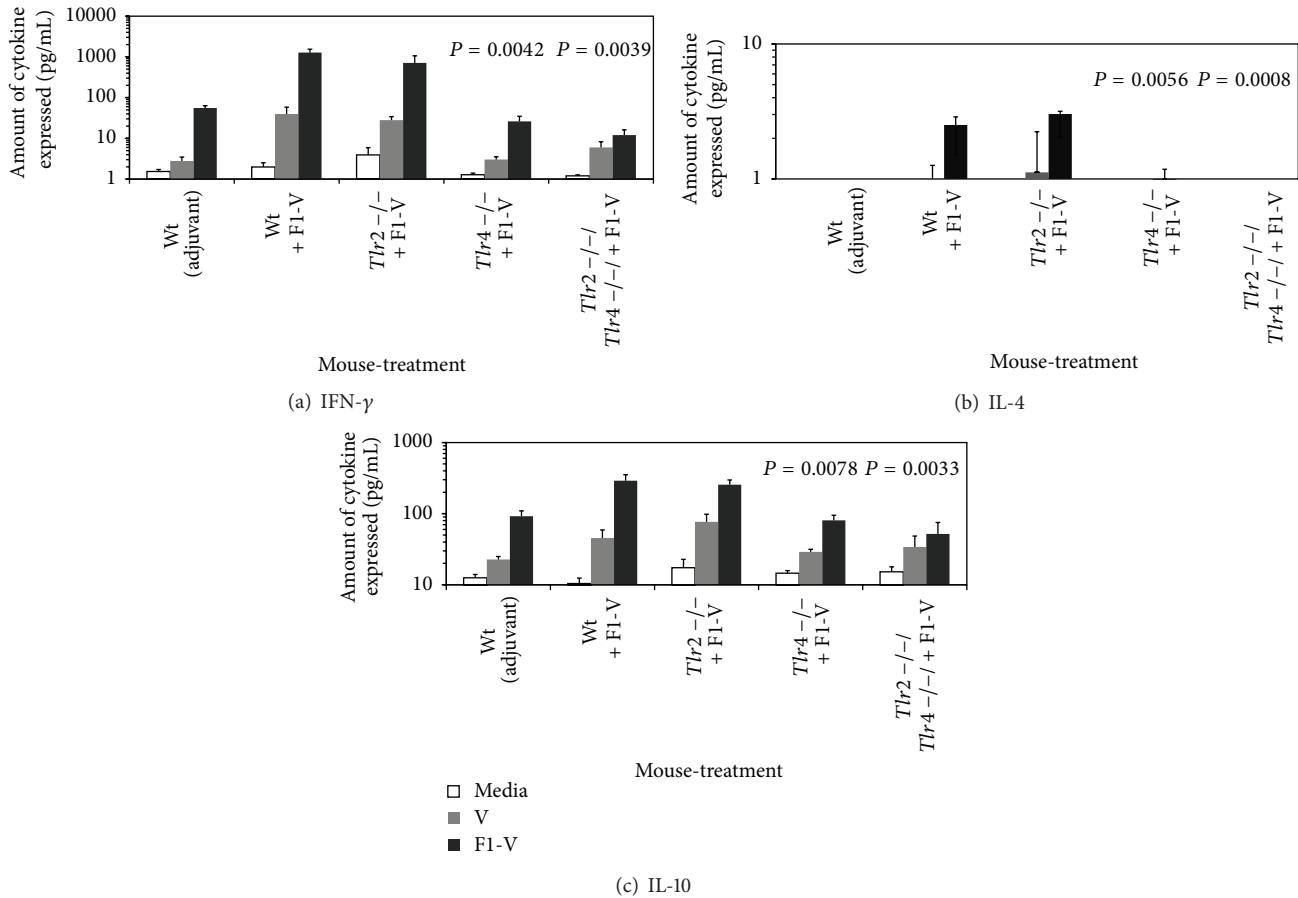 Amount of cytokine
expressed (pg/mL)
10000
1000
100
10
1
P = 0.0042 P = 0.0039
Wt
(adjuvant)
Wt
+ F1-V
Tlr2 −/−
+ F1-V
Tlr4 −/−
+ F1-V
Tlr2 −/−/
Tlr4 −/−/ + F1-V
Mouse-treatment
(a) IFN-γ
Amount of cytokine
expressed (pg/mL)
10
1
P = 0.0056 P = 0.0008
Wt
(adjuvant)
Wt
+ F1-V
Tlr2 −/−
+ F1-V
Tlr4 −/−
+ F1-V
Tlr2 −/−/
Tlr4 −/−/ + F1-V
(b) IL-4
Amount of cytokine
expressed (pg/mL)
1000
100
10
P = 0.0078 P = 0.0033
Wt
(adjuvant)
Wt
+ F1-V
Tlr2 −/−
+ F1-V
Tlr4 −/−
+ F1-V
Tlr2 −/−/
Tlr4 −/−/ + F1-V
Mouse-treatment
Media
V
F1-V
(c) IL-10